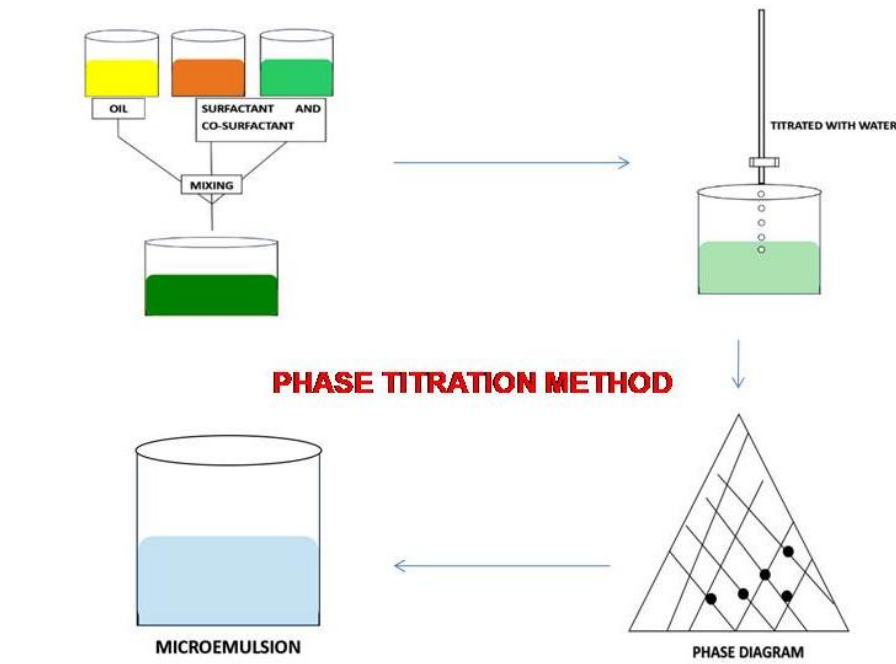 OIL
SURFACTANT AND
CO-SURFACTANT
MIXING
TITRATED WITH WATER
PHASE TITRATION METHOD
MICROEMULSION
PHASE DIAGRAM